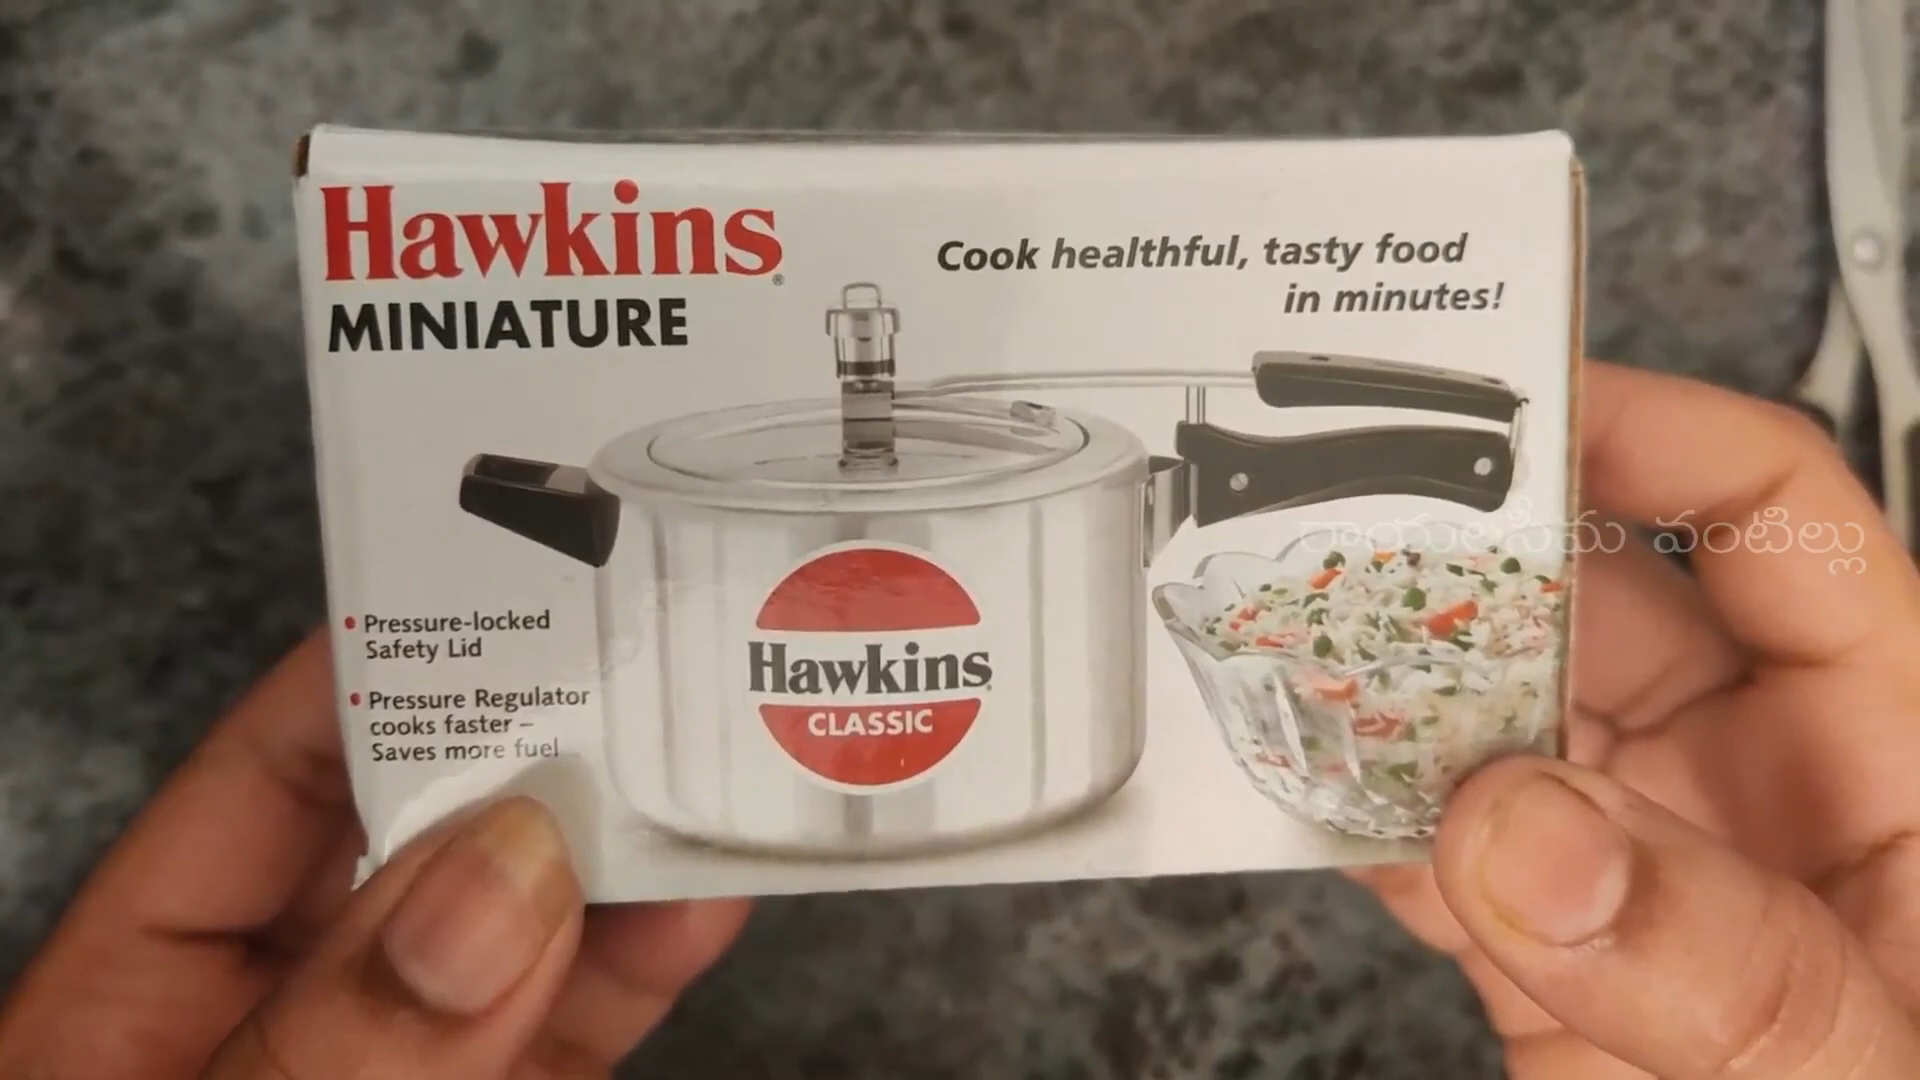 Hawkins
MINIATURE
Cook healthful, tasty food
in minutes!
Hawkins
CLASSIC
• Pressure-locked
Safety Lid
• Pressure Regulator
cooks faster –
Saves more fuel
రాయలసీమ వంటిల్లు